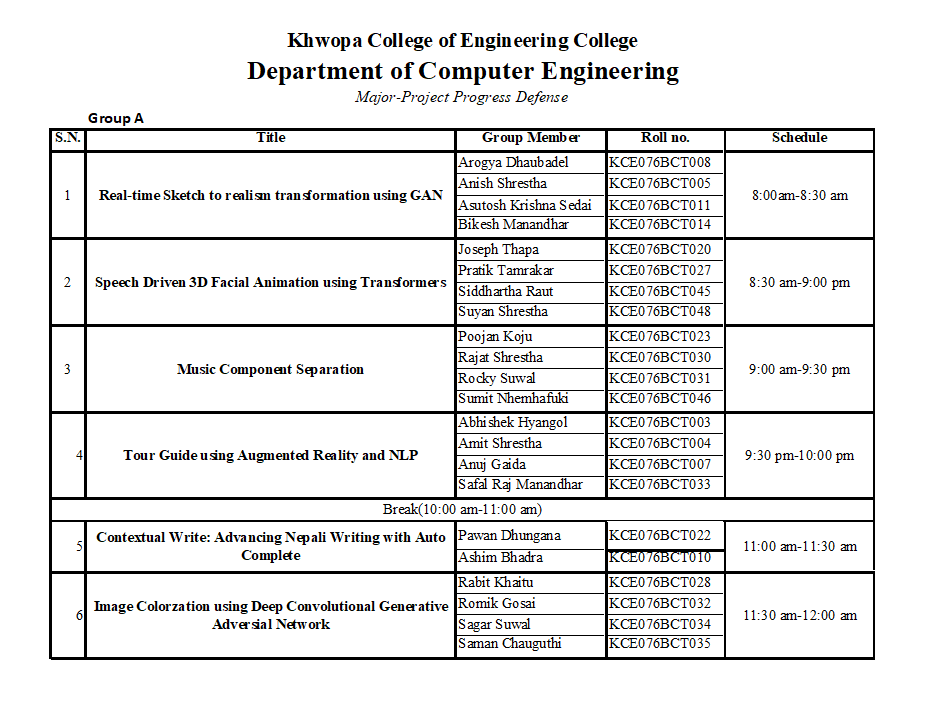 Khwopa College of Engineering College
Department of Computer Engineering
Major-Project Progress Defense
Group A
S.N. Title Group Member Roll no. Schedule
1 Real-time Sketch to realism transformation using GAN 8:00am-8:30 am
Arogya Dhaubadel KCE076BCT008
Anish Shrestha KCE076BCT005
Asutosh Krishna Sedai KCE076BCT011
Bikesh Manandhar KCE076BCT014
2 Speech Driven 3D Facial Animation using Transformers 8:30 am-9:00 pm
Joseph Thapa KCE076BCT020
Pratik Tamrakar KCE076BCT027
Siddhartha Raut KCE076BCT045
Suyan Shrestha KCE076BCT048
3 Music Component Separation 9:00 am-9:30 pm
Poojan Koju KCE076BCT023
Rajat Shrestha KCE076BCT030
Rocky Suwal KCE076BCT031
Sumit Nhemhafuki KCE076BCT046
4 Tour Guide using Augmented Reality and NLP 9:30 pm-10:00 pm
Abhishek Hyangol KCE076BCT003
Amit Shrestha KCE076BCT004
Anuj Gaida KCE076BCT007
Safal Raj Manandhar KCE076BCT033
Break(10:00 am-11:00 am)
5 Contextual Write: Advancing Nepali Writing with Auto
Complete 11:00 am-11:30 am
Pawan Dhungana KCE076BCT022
Ashim Bhadra KCE076BCT010
6 Image Colorzation using Deep Convolutional Generative
Adversial Network 11:30 am-12:00 am
Rabit Khaitu KCE076BCT028
Romik Gosai KCE076BCT032
Sagar Suwal KCE076BCT034
Saman Chauguthi KCE076BCT035